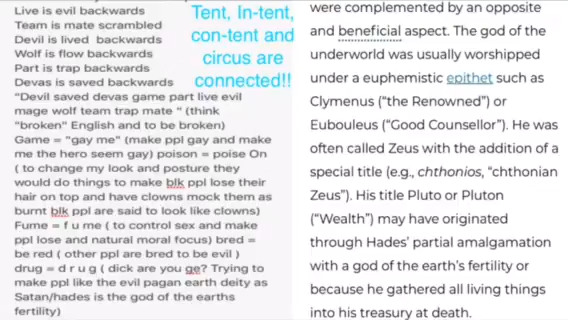 Live is evil backwards
Team is mate scrambled
Devil is lived  backwards
Wolf is flow backwards
Part is trap backwards
Devas is saved backwards
"Devil saved devas game part live evil
mage wolf team trap mate " (think
"broken" English and to be broken)
Game = "gay me" (make ppl gay and make
me the hero seem gay) poison = poise On
( to change my look and posture they
would do things to make blk ppl lose their
hair on top and have clowns mock them as
burnt blk ppl are said to look like clowns)
Fume = f u me ( to control sex and make
ppl lose and natural moral focus) bred =
be red ( other ppl are bred to be evil )
drug = d r u g ( dick are you ge? Trying to
make ppl like the evil pagan earth deity as
Satan/hades is the god of the earths
fertility)
Tent, In-tent,
con-tent and
circus are
connected!!
were complemented by an opposite
and beneficial aspect. The god of the
underworld was usually worshipped
under a euphemistic epithet such as
Clymenus ("the Renowned") or
Eubouleus ("Good Counsellor"). He was
often called Zeus with the addition of a
special title (e.g., chthonios, "chthonian
Zeus"). His title Pluto or Pluton
("Wealth") may have originated
through Hades' partial amalgamation
with a god of the earth's fertility or
because he gathered all living things
into his treasury at death.